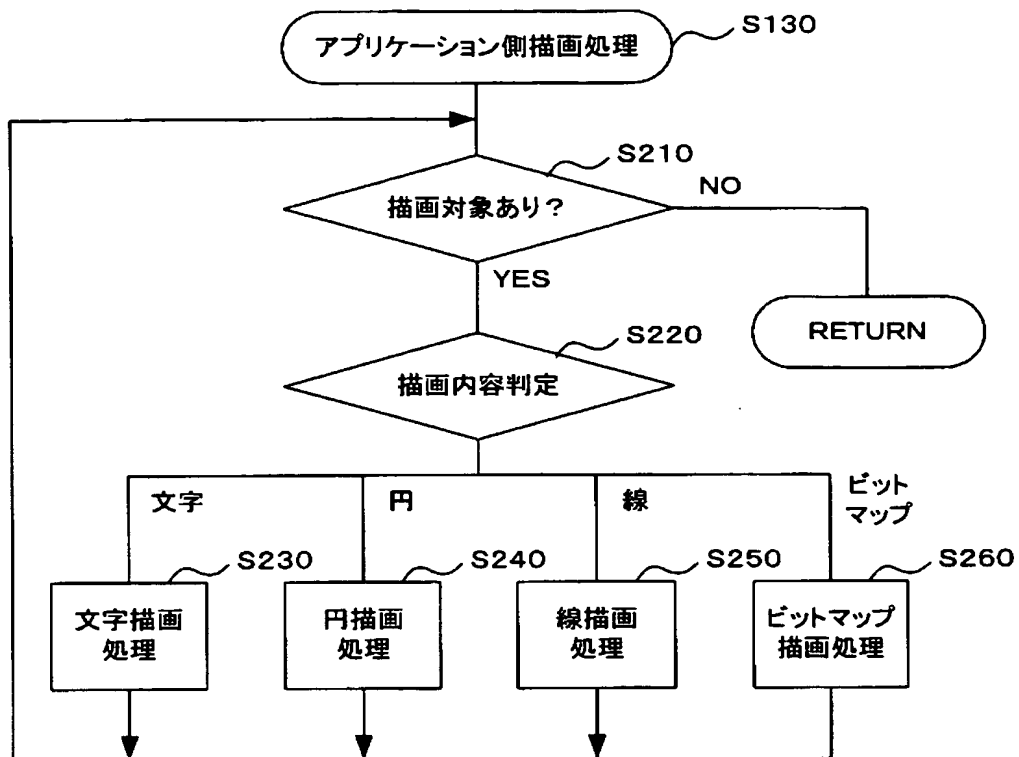 アプリケーション側描画処理
S130
S210
描画対象あり？
NO
YES
RETURN
S220
描画内容判定
文字
円
線
ビット
マップ
S230
S240
S250
S260
文字描画
処理
円描画
処理
線描画
処理
ビットマップ
描画処理